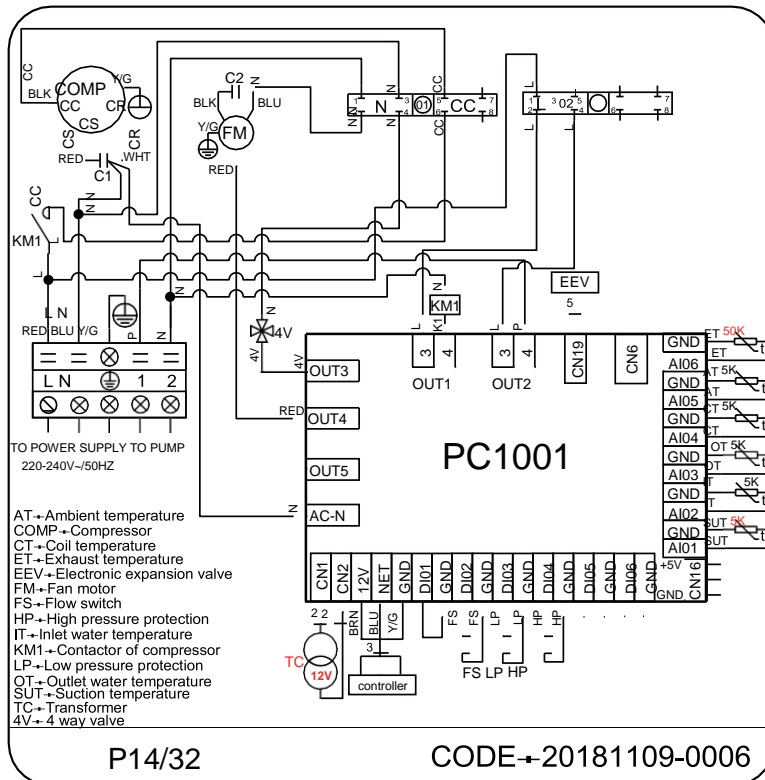 CC
BLK
COMP
CC
CS
Y/G
CR
CS
CR
RED
WHT
C1
CC
KM1
L
N
N
C2
BLK
BLU
N
Y/G
FM
RED
N
N
CC
1 N 3 01 5 CC 7
2 4 6 8
N N
N
CC
N
L
1 3 02 5 7
2 4 6 8
L
L
L N
RED BLU Y/G
P
N
L N 1 2
TO POWER SUPPLY TO PUMP
220-240V~/50HZ
N
4V
4V
4V
N
KM1
K1
L
L
P
EEV
5
OUT3
RED
OUT4
OUT5
N
AC-N
3 4
OUT1
3 4
OUT2
CN19
CN6
PC1001
GND
AI06
GND
AI05
GND
AI04
GND
AI03
GND
AI02
GND
AI01
+5V
GND
CN16
ET 50K
t
ET
AT 5K
t
AT
CT 5K
t
CT
OT 5K
t
OT
IT 5K
t
IT
SUT 5K
t
SUT
CN1
CN2
12V
NET
GND
DI01
GND
DI02
GND
DI03
GND
DI04
GND
DI05
GND
DI06
GND
2 2
BRN
BLU
Y/G
FS
FS
LP
LP
HP
HP
FS LP HP
TC
12V
3
controller
AT-Ambient temperature
COMP-Compressor
CT-Coil temperature
ET-Exhaust temperature
EEV-Electronic expansion valve
FM-Fan motor
FS-Flow switch
HP-High pressure protection
IT-Inlet water temperature
KM1-Contactor of compressor
LP-Low pressure protection
OT-Outlet water temperature
SUT-Suction temperature
TC-Transformer
4V-4 way valve
P14/32
CODE-20181109-0006